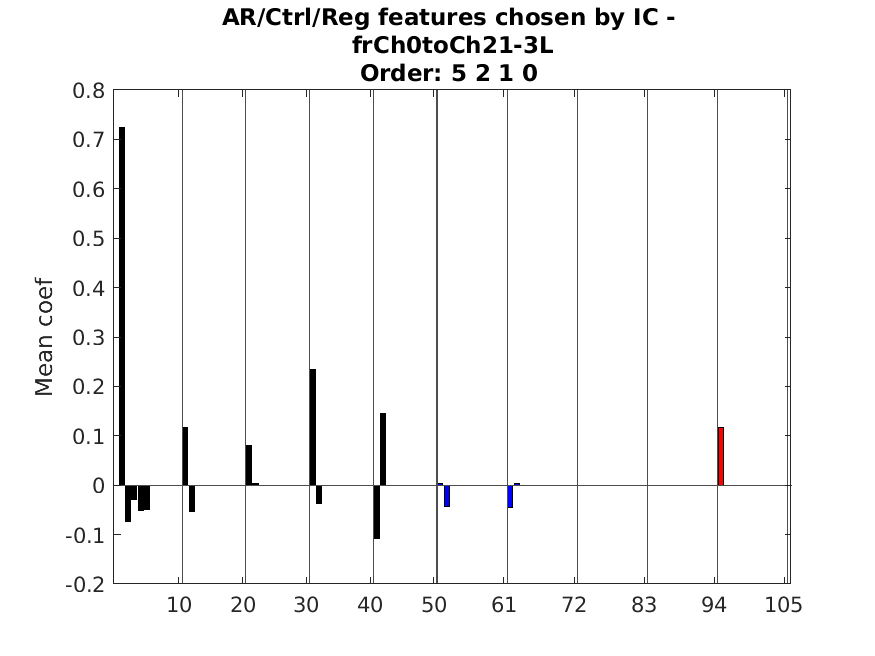 AR/Ctrl/Reg features chosen by IC -
frCh0toCh21-3L
Order: 5 2 1 0
0.8
0.7
0.6
0.5
0.4
0.3
0.2
0.1
0
-0.1
-0.2
Mean coef
10 20 30 40 50 61 72 83 94 105